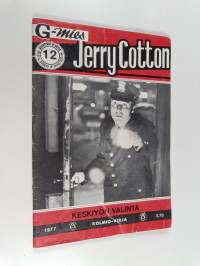 G-mies
12
Jerry Cotton
KESKIYÖN VALINTA
1977 KOLMIO-KIRJA 3,75